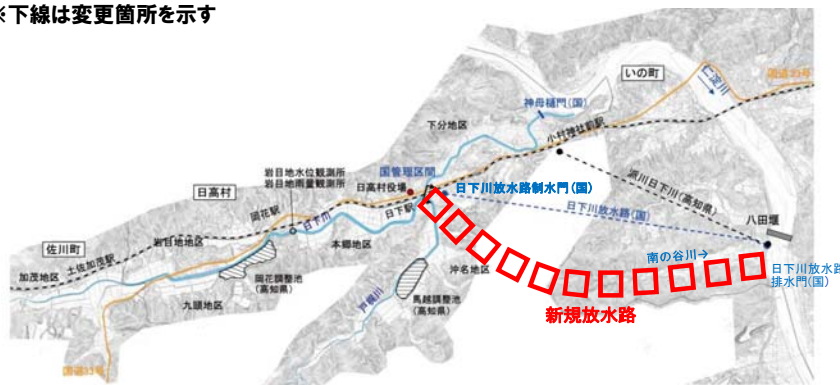 ※下線は変更箇所を示す
いの町
仁淀川
国道33号
神母樋門(国)
小村神社前駅
下分地区
岩目地水位観測所
岩目地雨量観測所
国管理区間
日高村役場
日下川放水路制水門(国)
派川日下川(高知県)
日高村
日下駅
日下川放水路(国)
八田堰
岡花駅
日下川
佐川町
岩目地地区
本郷地区
南の谷川→
土佐加茂駅
加茂地区
沖名地区
日下川放水路
排水門(国)
岡花調整池
(高知県)
九頭地区
戸梶川
馬越調整池
(高知県)
新規放水路
国道33号